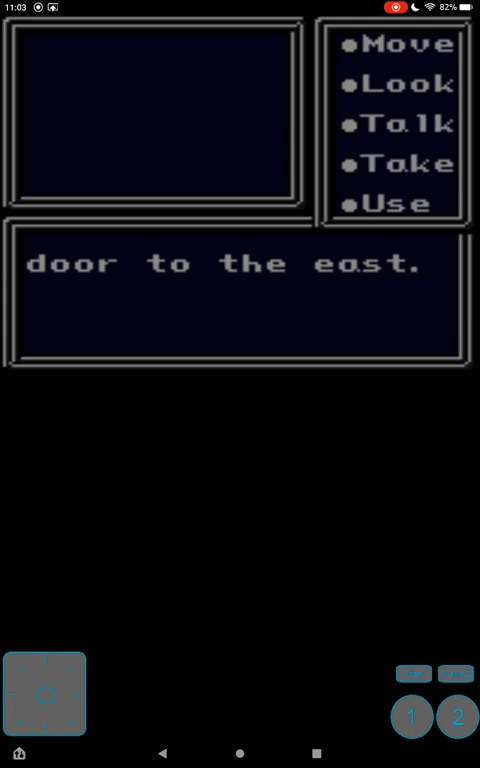 11:03
82%
●Move
●Look
●Talk
●Take
●Use
door to the east.
1
2